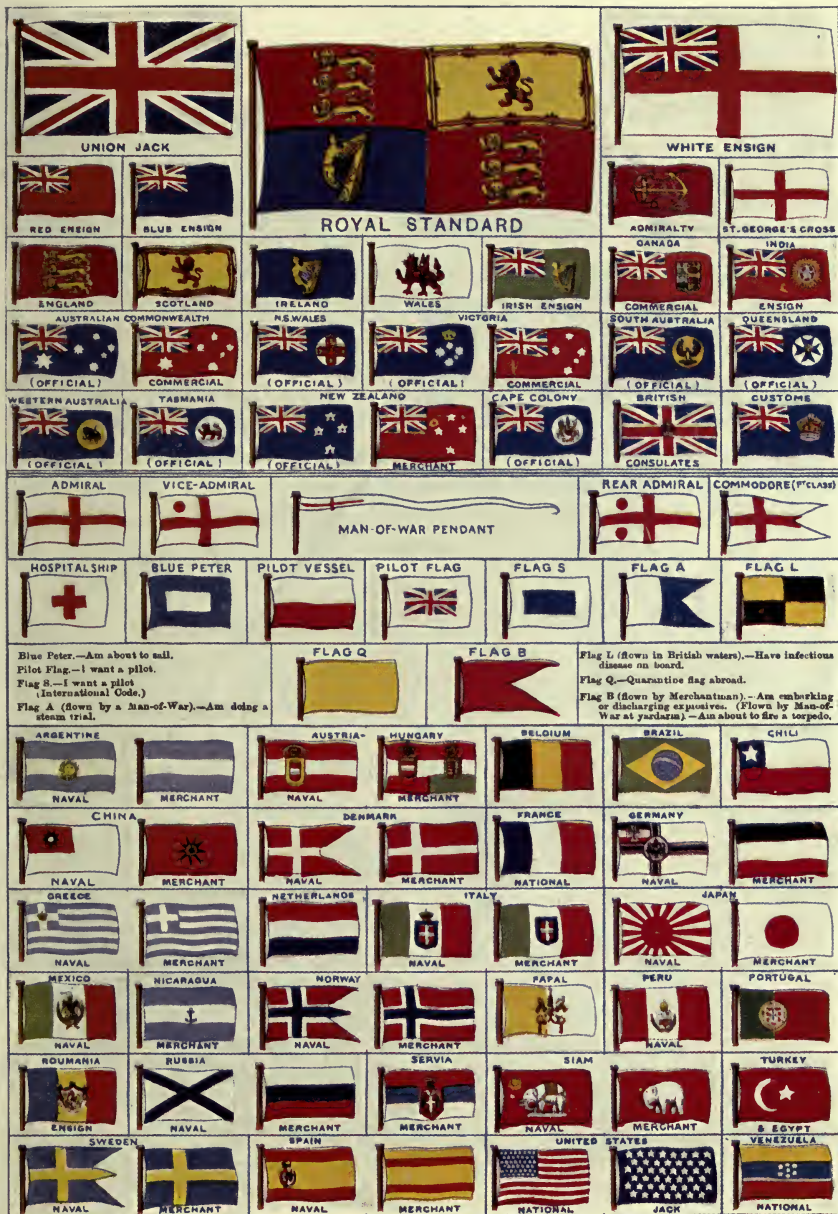 UNION JACK
ROYAL STANDARD
WHITE ENSIGN
RED ENSIGN
BLUE ENSIGN
ADMIRALTY
ST. GEORGE'S CROSS
ENGLAND
SCOTLAND
IRELAND
WALES
IRISH ENSIGN
CANADA
COMMERCIAL
INDIA
ENSIGN
AUSTRALIAN COMMONWEALTH
(OFFICIAL)
COMMERCIAL
N.S. WALES
(OFFICIAL)
VICTORIA
(OFFICIAL)
COMMERCIAL
SOUTH AUSTRALIA
(OFFICIAL)
QUEENSLAND
(OFFICIAL)
WESTERN AUSTRALIA
(OFFICIAL)
TASMANIA
(OFFICIAL)
NEW ZEALAND
(OFFICIAL)
MERCHANT
CAPE COLONY
(OFFICIAL)
BRITISH
CONSULATES
CUSTOMS
ADMIRAL
VICE-ADMIRAL
MAN-OF-WAR PENDANT
REAR ADMIRAL
COMMODORE (1ST CLASS)
HOSPITAL SHIP
BLUE PETER
PILOT VESSEL
PILOT FLAG
FLAG S
FLAG A
FLAG L
Blue Peter.—Am about to sail.
Pilot Flag.—I want a pilot.
Flag S.—I want a pilot
(International Code.)
Flag A (flown by a Man-of-War).—Am doing a
steam trial.
FLAG Q
FLAG B
Flag L (flown in British waters).—Have infectious
disease on board.
Flag Q.—Quarantine flag abroad.
Flag B (flown by Merchantman).—Am embarking
or discharging explosives. (Flown by Man-of-
War at yardarm).—Am about to fire a torpedo.
ARGENTINE
NAVAL
MERCHANT
AUSTRIA-
HUNGARY
NAVAL
MERCHANT
BELGIUM
BRAZIL
CHILI
CHINA
NAVAL
MERCHANT
DENMARK
NAVAL
MERCHANT
FRANCE
NATIONAL
GERMANY
NAVAL
MERCHANT
GREECE
NAVAL
MERCHANT
NETHERLANDS
ITALY
NAVAL
MERCHANT
JAPAN
NAVAL
MERCHANT
MEXICO
NAVAL
NICARAGUA
MERCHANT
NORWAY
NAVAL
MERCHANT
PAPAL
PERU
NAVAL
PORTUGAL
ROUMANIA
ENSIGN
RUSSIA
NAVAL
MERCHANT
SERVIA
MERCHANT
SIAM
NAVAL
MERCHANT
TURKEY
& EGYPT
SWEDEN
NAVAL
MERCHANT
SPAIN
NAVAL
MERCHANT
UNITED STATES
NATIONAL
JACK
VENEZUELA
NATIONAL